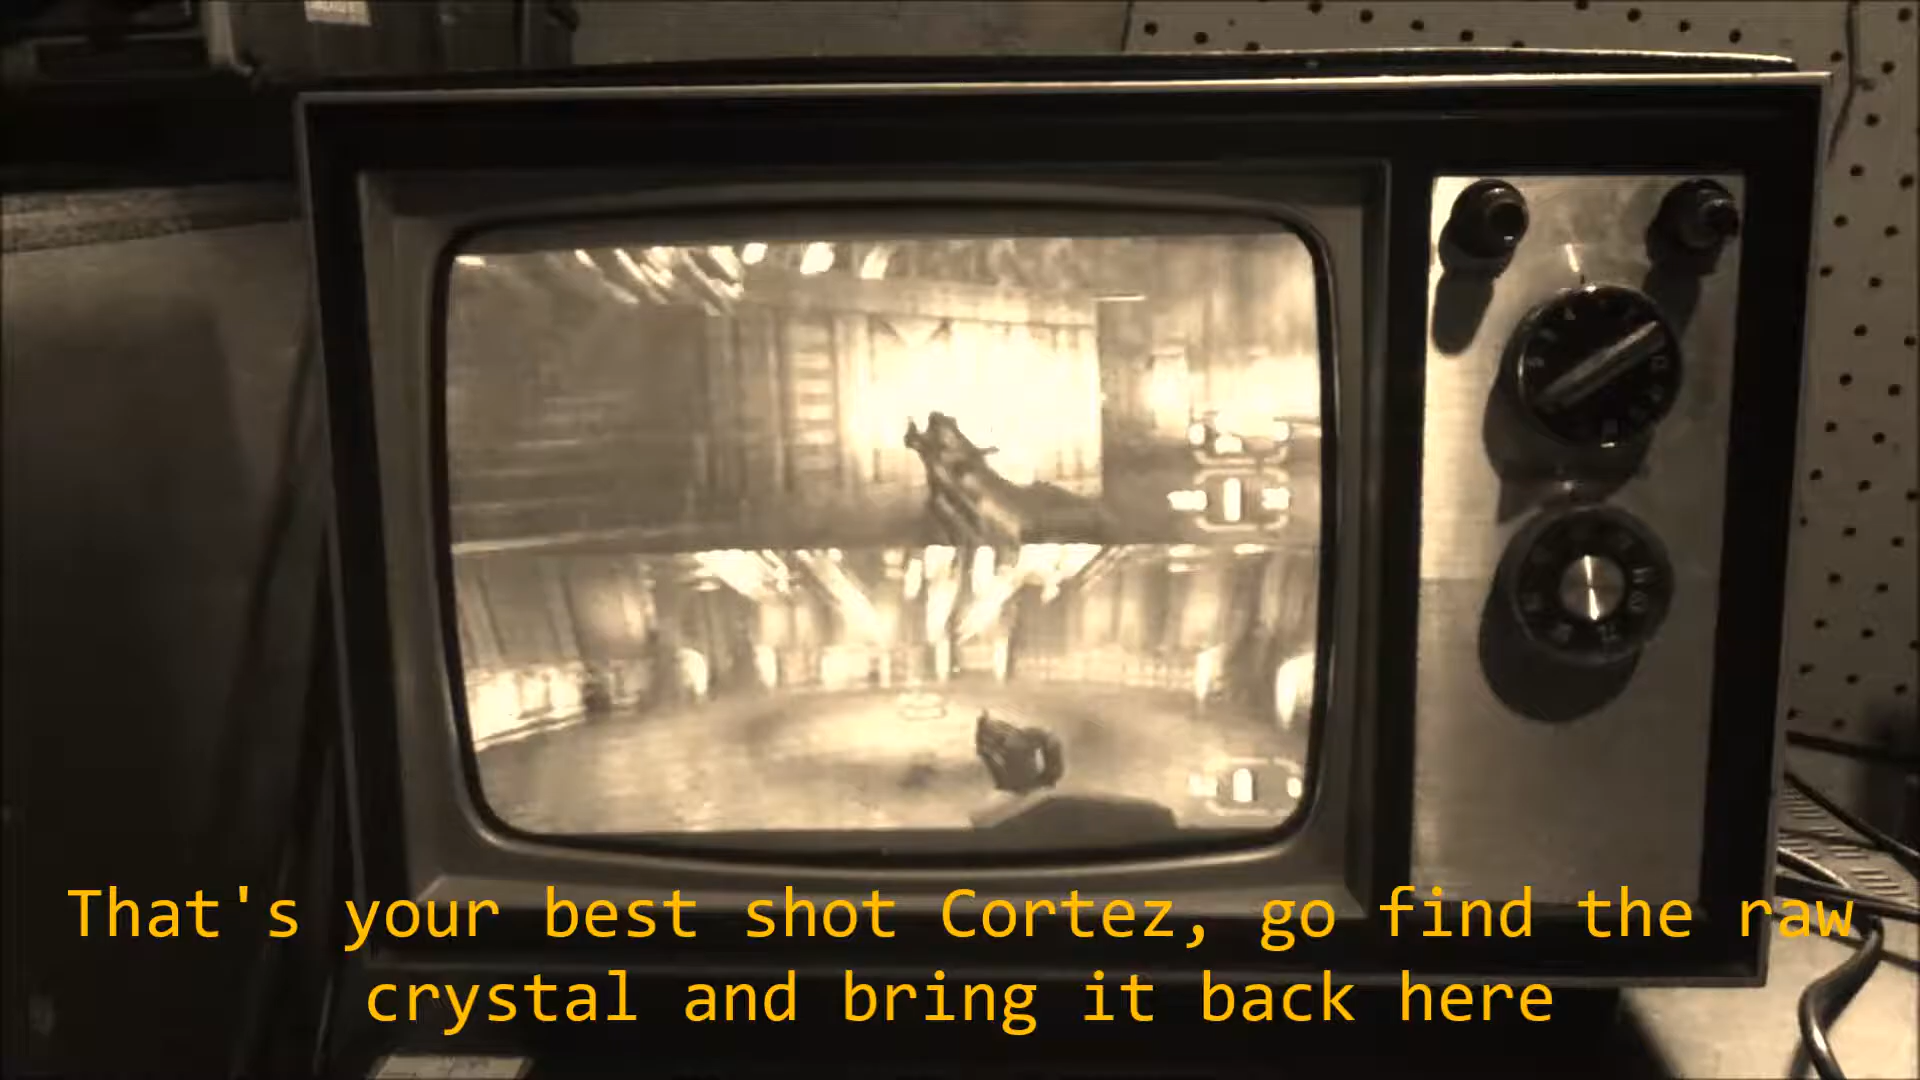 That's your best shot Cortez, go find the raw
crystal and bring it back here